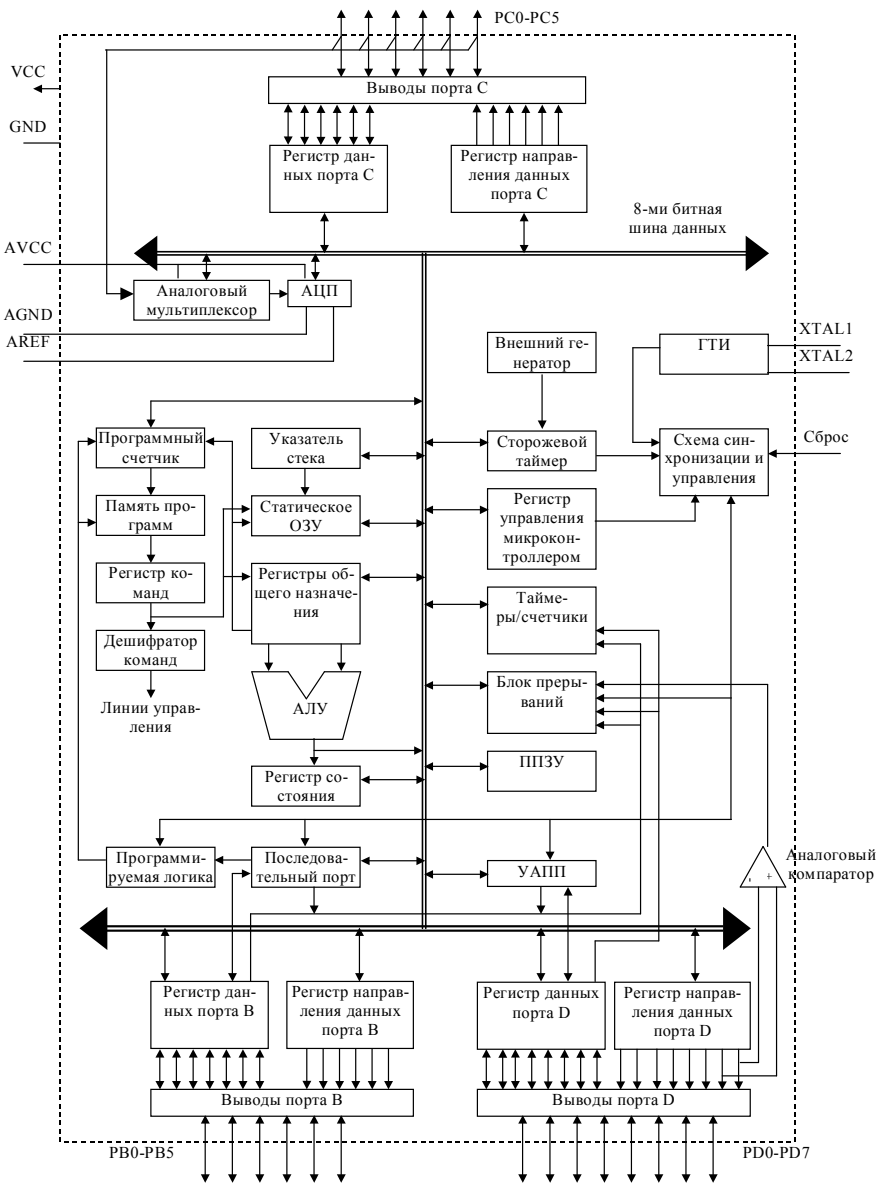 PC0-PC5
VCC
Выводы порта C
GND
Регистр дан-
ных порта C
Регистр направ-
ления данных
порта C
8-ми битная
шина данных
AVCC
Аналоговый
мультиплексор
АЦП
AGND
AREF
Внешний ге-
нератор
ГТИ
XTAL1
XTAL2
Программный
счетчик
Указатель
стека
Сторожевой
таймер
Схема син-
хронизации и
управления
Сброс
Память про-
грамм
Статическое
ОЗУ
Регистр
управления
микрокон-
троллером
Регистр ко-
манд
Регистры об-
щего назначе-
ния
Тайме-
ры/счетчики
Дешифратор
команд
Линии управ-
ления
АЛУ
Блок преры-
ваний
Регистр со-
стояния
ППЗУ
Программи-
руемая логика
Последова-
тельный порт
УАПП
Аналоговый
компаратор
- +
Регистр дан-
ных порта B
Регистр направ-
ления данных
порта B
Регистр данных
порта D
Регистр направ-
ления данных
порта D
Выводы порта B
Выводы порта D
PB0-PB5
PD0-PD7